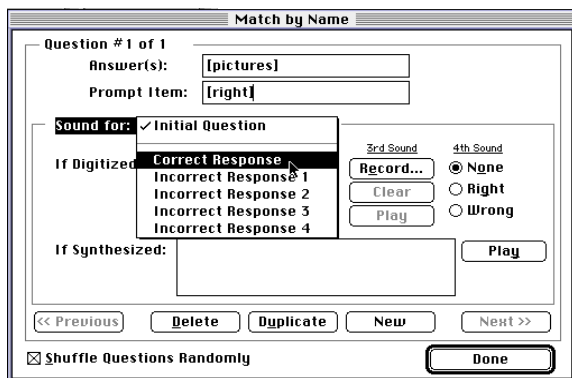 Match by Name
Question #1 of 1
Answer(s): [pictures]
Prompt Item: [right]
Sound for: ✓Initial Question
3rd Sound 4th Sound
If Digitized Correct Response Record... None
Incorrect Response 1 Clear Right
Incorrect Response 2
Incorrect Response 3 Play Wrong
Incorrect Response 4
If Synthesized: Play
<< Previous Delete Duplicate New Next >>
Shuffle Questions Randomly Done